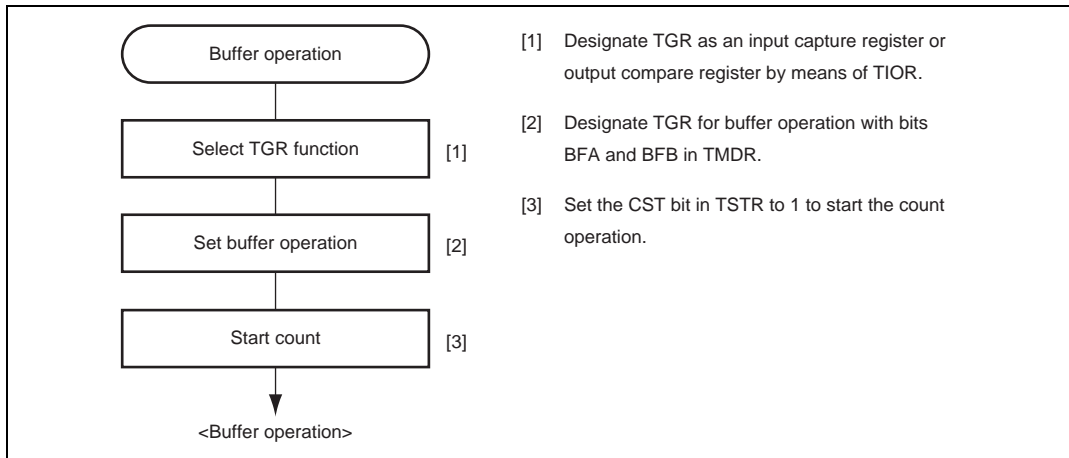 Buffer operation
Select TGR function
[1]
Set buffer operation
[2]
Start count
[3]
<Buffer operation>
[1] Designate TGR as an input capture register or
output compare register by means of TIOR.
[2] Designate TGR for buffer operation with bits
BFA and BFB in TMDR.
[3] Set the CST bit in TSTR to 1 to start the count
operation.